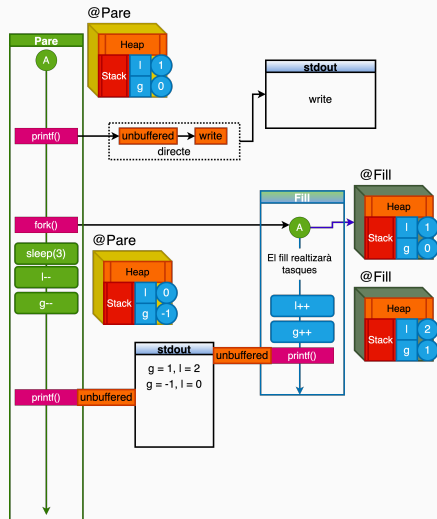 @Pare
Pare
A
Heap
Stack
l
1
g
0
stdout
write
printf()
unbuffered
write
directe
@Fill
Fill
fork()
A
Heap
Stack
l
1
g
0
@Pare
El fill realtizarà
tasques
sleep(3)
l--
g--
Heap
Stack
l
0
g
-1
@Fill
Heap
Stack
l
2
g
1
l++
g++
stdout
unbuffered
printf()
g = 1, l = 2
g = -1, l = 0
printf()
unbuffered